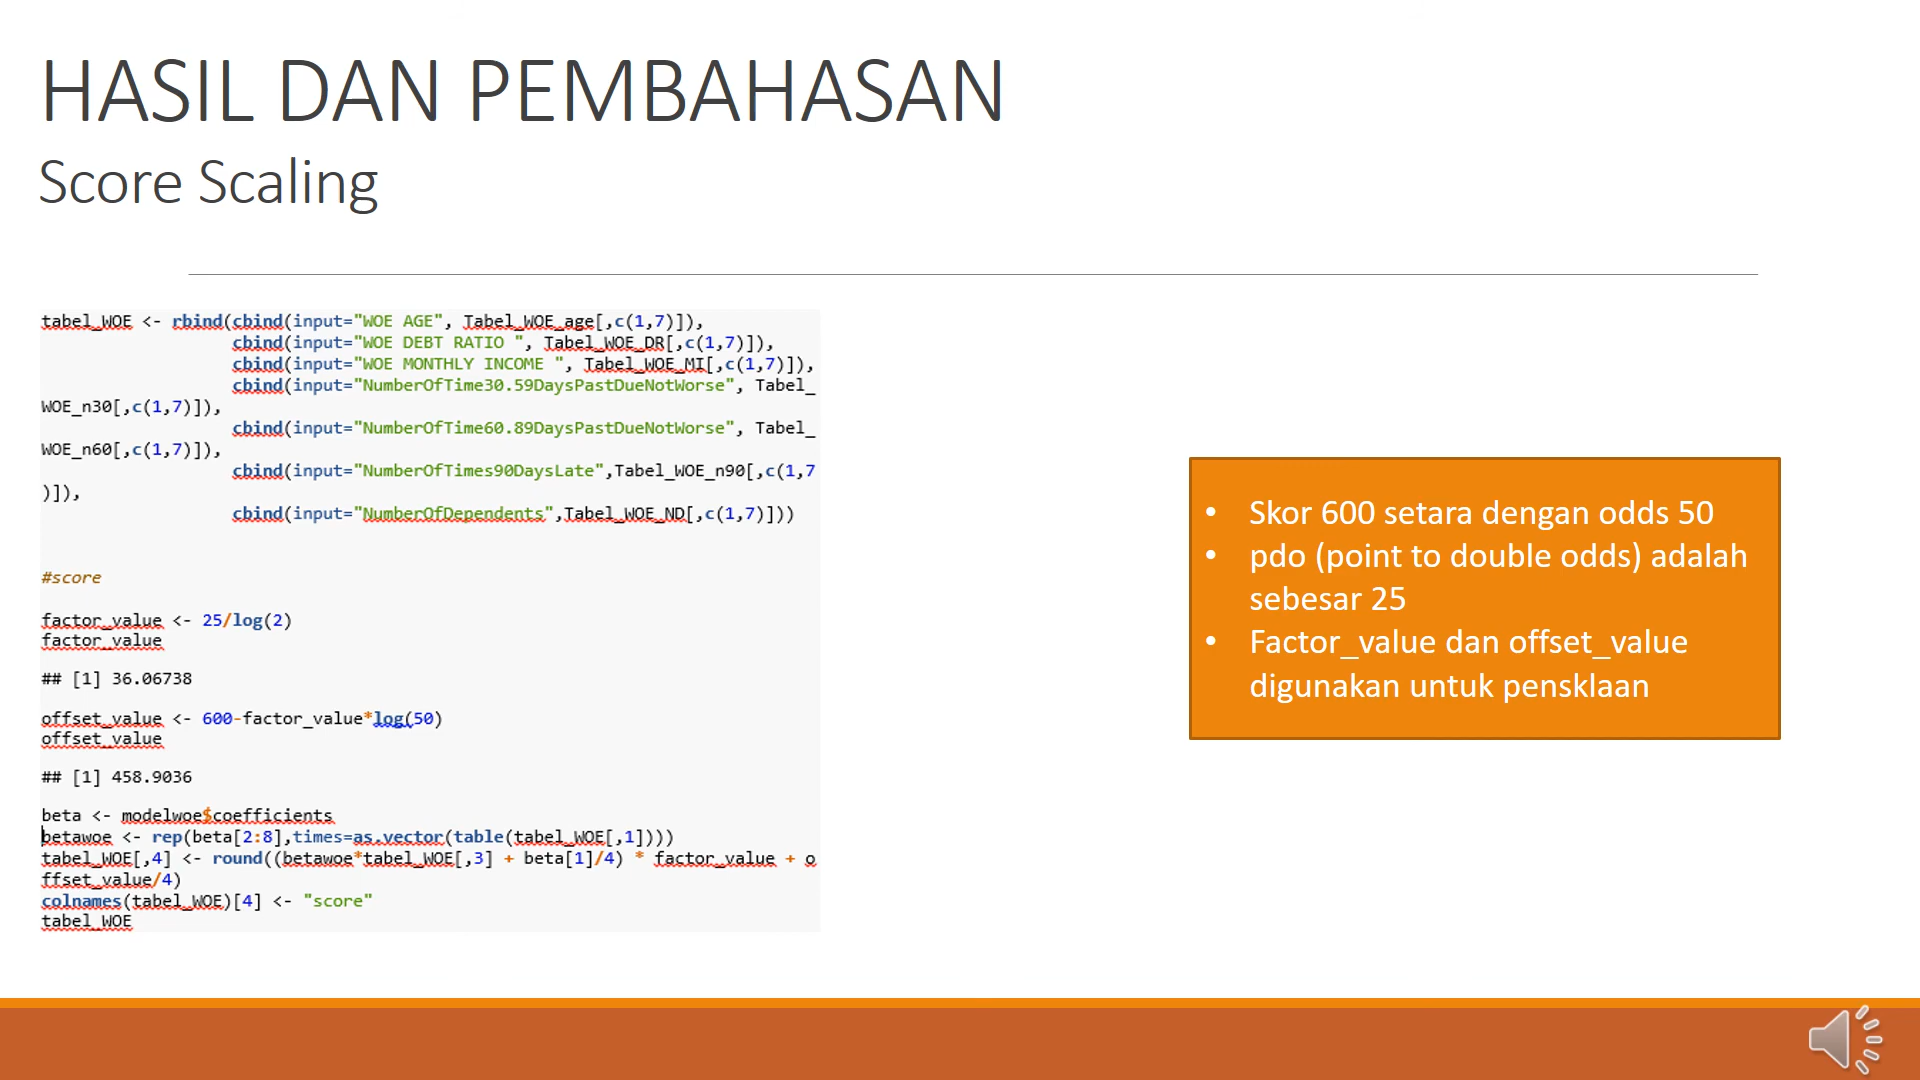 HASIL DAN PEMBAHASAN
Score Scaling
tabel_WOE <- rbind(cbind(input="WOE AGE", Tabel_WOE_age[,c(1,7)]),
cbind(input="WOE DEBT RATIO ", Tabel_WOE_DR[,c(1,7)]),
cbind(input="WOE MONTHLY INCOME ", Tabel_WOE_MI[,c(1,7)]),
cbind(input="NumberOfTime30.59DaysPastDueNotWorse", Tabel_
WOE_n30[,c(1,7)]),
cbind(input="NumberOfTime60.89DaysPastDueNotWorse", Tabel_
WOE_n60[,c(1,7)]),
cbind(input="NumberOfTimes90DaysLate",Tabel_WOE_n90[,c(1,7
)]),
cbind(input="NumberOfDependents",Tabel_WOE_ND[,c(1,7)]))
#score
factor_value <- 25/log(2)
factor_value
## [1] 36.06738
offset_value <- 600-factor_value*log(50)
offset_value
## [1] 458.9036
beta <- modelwoe$coefficients
betawoe <- rep(beta[2:8],times=as.vector(table(tabel_WOE[,1])))
tabel_WOE[,4] <- round((betawoe*tabel_WOE[,3] + beta[1]/4) * factor_value + o
ffset_value/4)
colnames(tabel_WOE)[4] <- "score"
tabel_WOE
• Skor 600 setara dengan odds 50
• pdo (point to double odds) adalah
sebesar 25
• Factor_value dan offset_value
digunakan untuk pensklaan